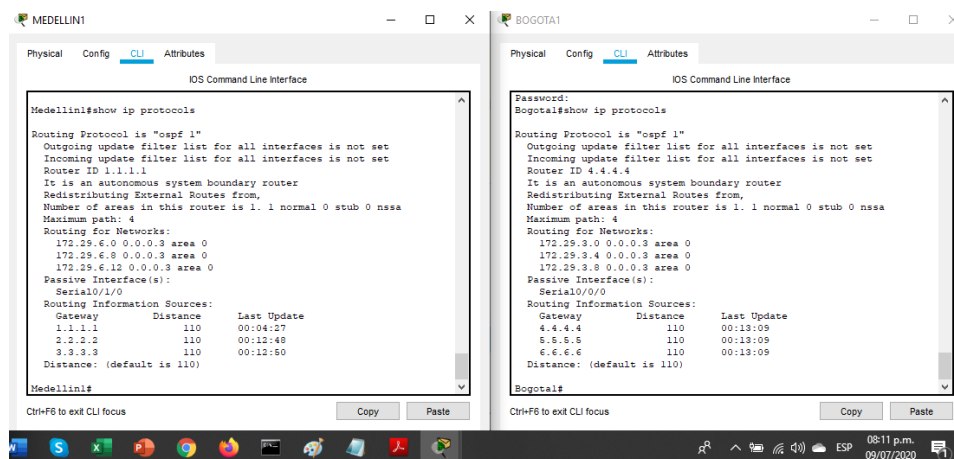 MEDELLIN1
Physical Config CLI Attributes
IOS Command Line Interface
Medellin1#show ip protocols
Routing Protocol is "ospf 1"
Outgoing update filter list for all interfaces is not set
Incoming update filter list for all interfaces is not set
Router ID 1.1.1.1
It is an autonomous system boundary router
Redistributing External Routes from,
Number of areas in this router is 1. 1 normal 0 stub 0 nssa
Maximum path: 4
Routing for Networks:
172.29.6.0 0.0.0.3 area 0
172.29.6.8 0.0.0.3 area 0
172.29.6.12 0.0.0.3 area 0
Passive Interface(s):
Serial0/1/0
Routing Information Sources:
Gateway Distance Last Update
1.1.1.1 110 00:04:27
2.2.2.2 110 00:12:48
3.3.3.3 110 00:12:50
Distance: (default is 110)
Medellin1#
Ctrl+F6 to exit CLI focus
Copy Paste
BOGOTA1
Physical Config CLI Attributes
IOS Command Line Interface
Password:
Bogota1#show ip protocols
Routing Protocol is "ospf 1"
Outgoing update filter list for all interfaces is not set
Incoming update filter list for all interfaces is not set
Router ID 4.4.4.4
It is an autonomous system boundary router
Redistributing External Routes from,
Number of areas in this router is 1. 1 normal 0 stub 0 nssa
Maximum path: 4
Routing for Networks:
172.29.3.0 0.0.0.3 area 0
172.29.3.4 0.0.0.3 area 0
172.29.3.8 0.0.0.3 area 0
Passive Interface(s):
Serial0/0/0
Routing Information Sources:
Gateway Distance Last Update
4.4.4.4 110 00:13:09
5.5.5.5 110 00:13:09
6.6.6.6 110 00:13:09
Distance: (default is 110)
Bogota1#
Ctrl+F6 to exit CLI focus
Copy Paste
ESP
08:11 p.m.
09/07/2020